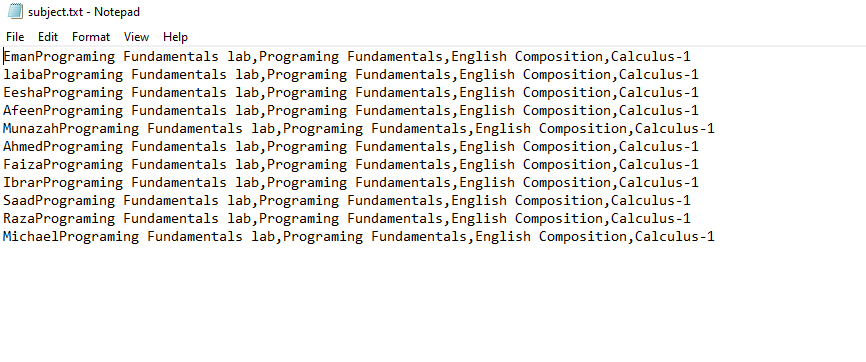 subject.txt - Notepad
File Edit Format View Help
EmanPrograming Fundamentals lab,Programing Fundamentals,English Composition,Calculus-1
laibaPrograming Fundamentals lab,Programing Fundamentals,English Composition,Calculus-1
EeshaPrograming Fundamentals lab,Programing Fundamentals,English Composition,Calculus-1
AfeenPrograming Fundamentals lab,Programing Fundamentals,English Composition,Calculus-1
MunazahPrograming Fundamentals lab,Programing Fundamentals,English Composition,Calculus-1
AhmedPrograming Fundamentals lab,Programing Fundamentals,English Composition,Calculus-1
FaizaPrograming Fundamentals lab,Programing Fundamentals,English Composition,Calculus-1
IbrarPrograming Fundamentals lab,Programing Fundamentals,English Composition,Calculus-1
SaadPrograming Fundamentals lab,Programing Fundamentals,English Composition,Calculus-1
RazaPrograming Fundamentals lab,Programing Fundamentals,English Composition,Calculus-1
MichaelPrograming Fundamentals lab,Programing Fundamentals,English Composition,Calculus-1